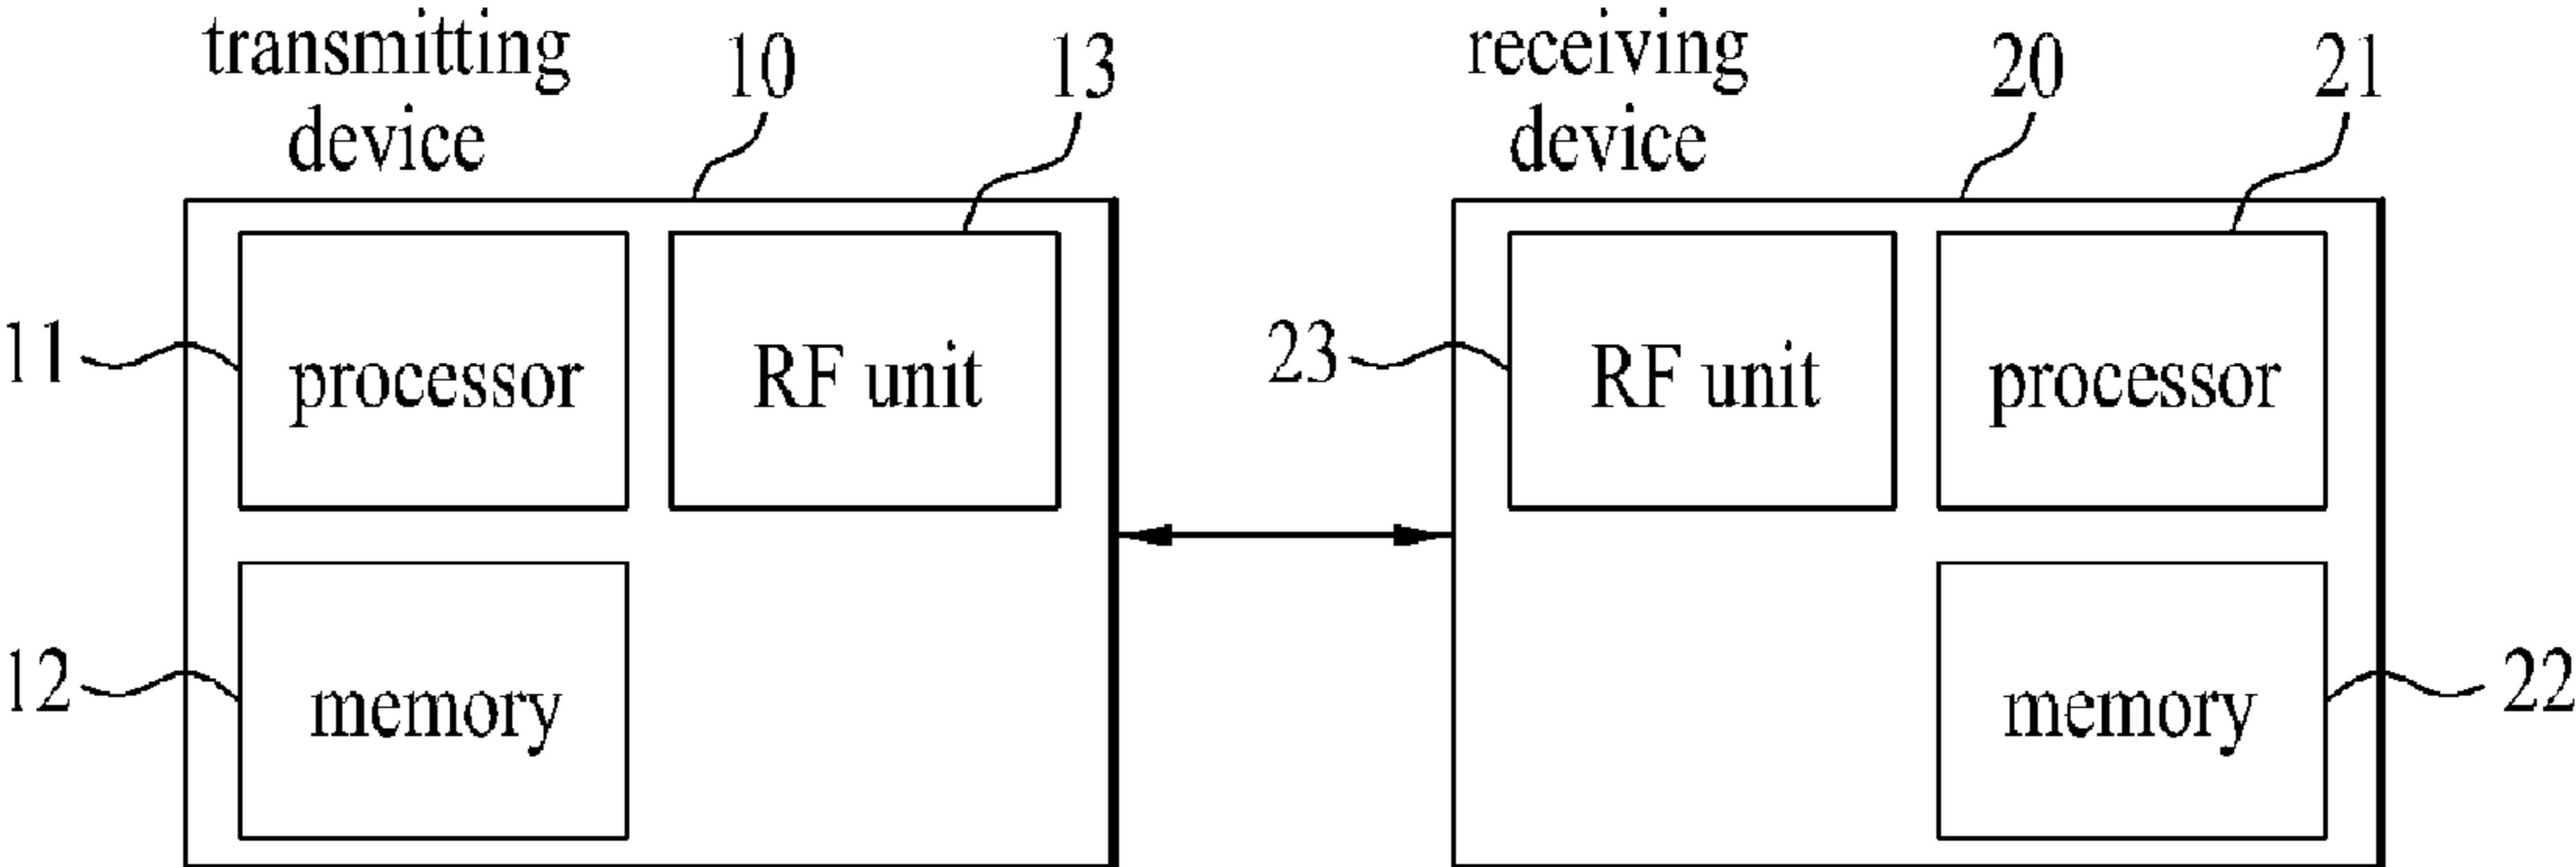 transmitting
device
10
13
receiving
device
20
21
11
processor
RF unit
23
RF unit
processor
12
memory
memory
22